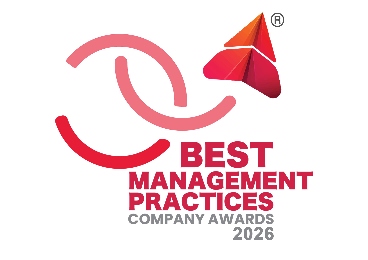 ®
BEST
MANAGEMENT
PRACTICES
COMPANY AWARDS
2026